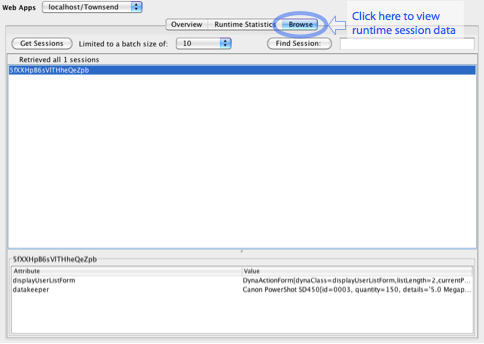 Web Apps localhost/Townsend
Overview Runtime Statistics Browse
Click here to view
runtime session data
Get Sessions Limited to a batch size of: 10 Find Session:
Retrieved all 1 sessions
5fXXHpB6sVlTHheQeZpb
5fXXHpB6sVlTHheQeZpb
Attribute Value
displayUserListForm DynaActionForm[dynaClass=displayUserListForm,listLength=2,currentP...
datakeeper Canon PowerShot SD450[id=0003, quantity=150, details='5.0 Megap...